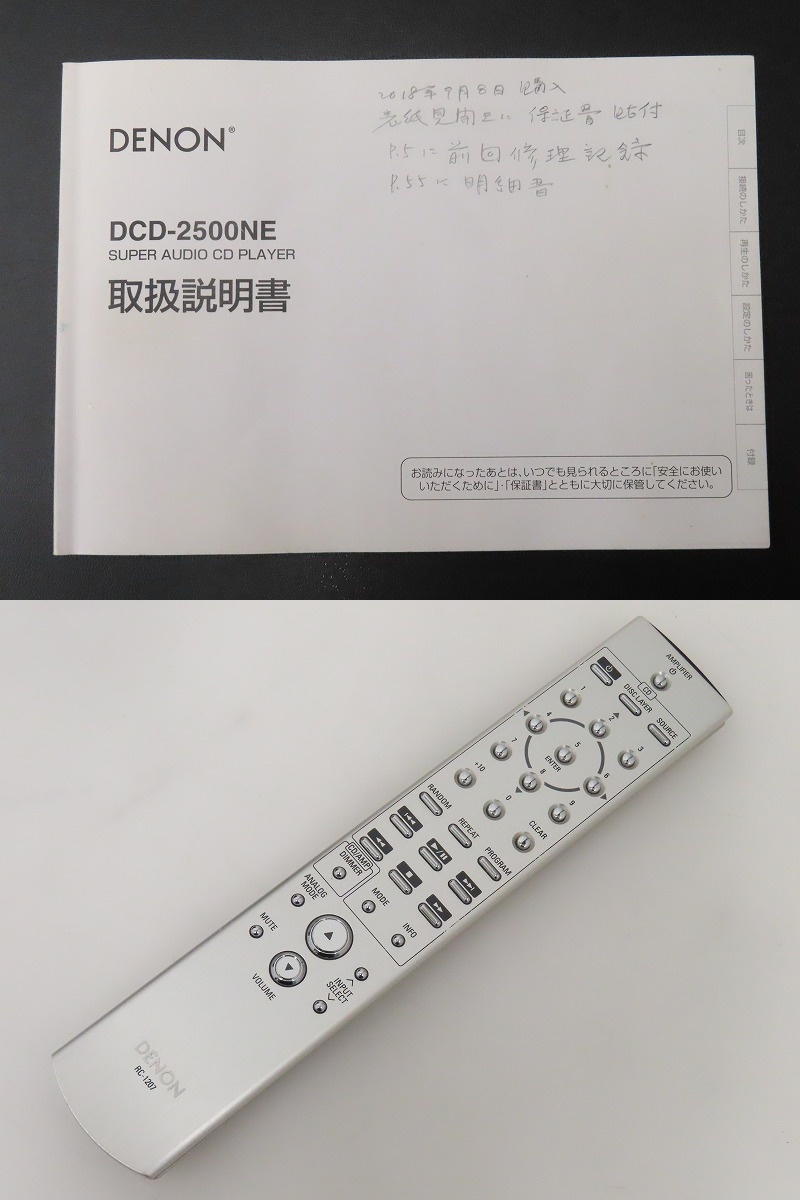 2018年9月8日 購入
表紙見開きに 保証書 貼付
P.5に 前回修理記録
P.55に 明細書
DENON®
DCD-2500NE
SUPER AUDIO CD PLAYER
取扱説明書
目次
接続のしかた
再生のしかた
設定のしかた
困ったときは
付録
お読みになったあとは、いつでも見られるところに「安全にお使い
いただくために」・「保証書」とともに大切に保管してください。
AMPLIFIER
CD
DISC LAYER
SOURCE
1
2
3
4
5
ENTER
6
7
8
9
+10
0
CLEAR
RANDOM
REPEAT
PROGRAM
CD/AMP
DIMMER
MODE
INFO
ANALOG
MODE
MUTE
VOLUME
INPUT
SELECT
DENON
RC-1207